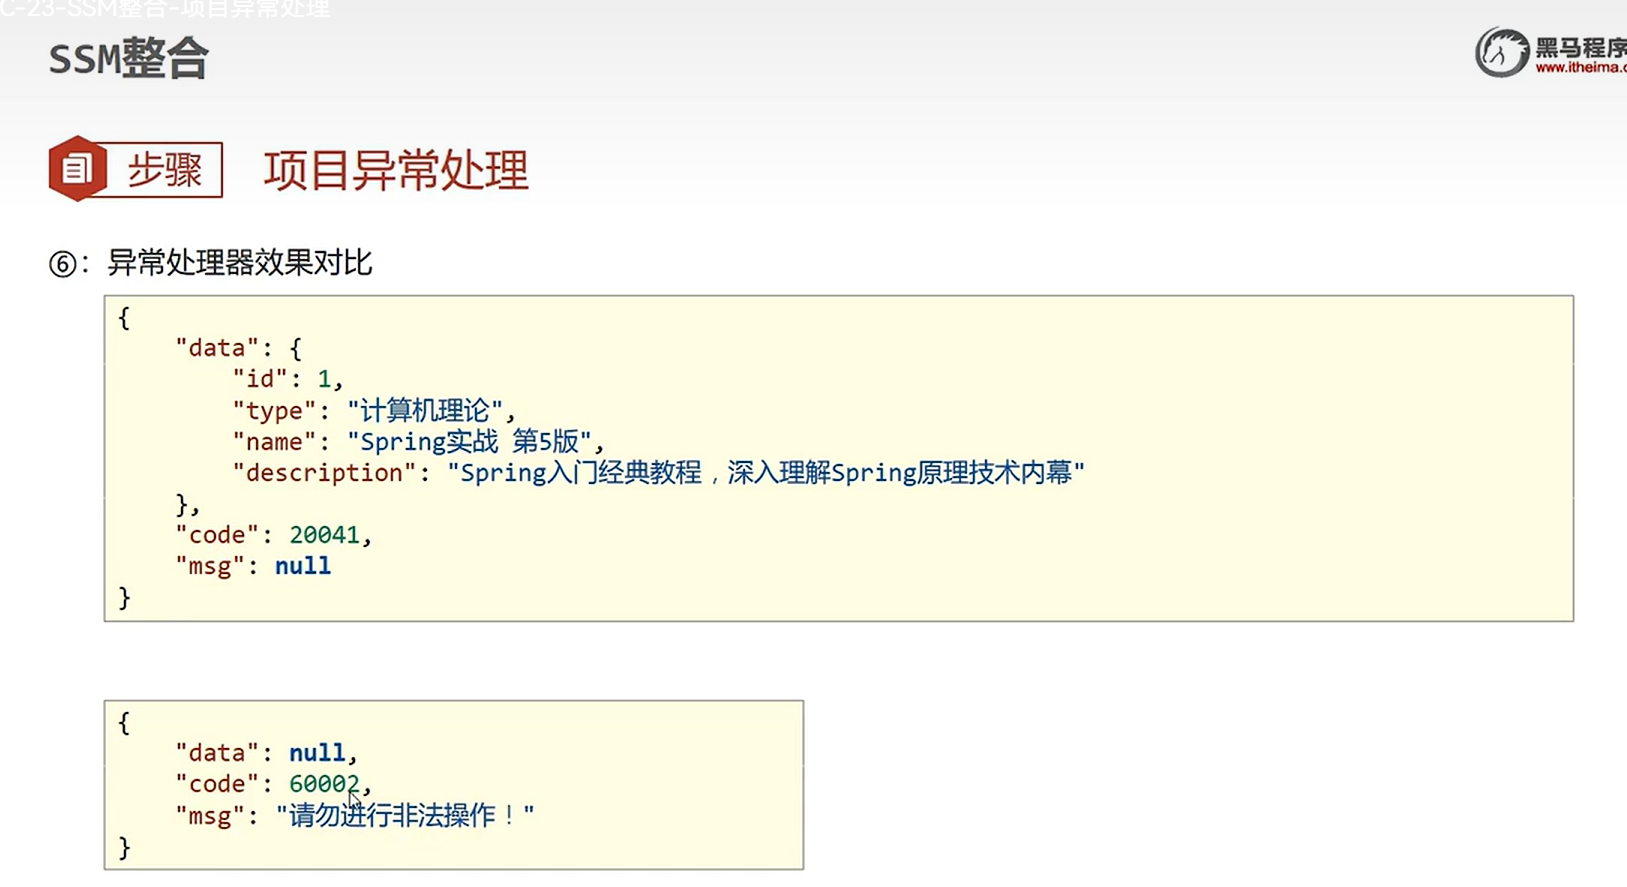 C-23-SSM整合-项目异常处理
SSM整合
黑马程序
www.itheima.c
步骤
项目异常处理
⑥：异常处理器效果对比
{
"data": {
"id": 1,
"type": "计算机理论",
"name": "Spring实战 第5版",
"description": "Spring入门经典教程，深入理解Spring原理技术内幕"
},
"code": 20041,
"msg": null
}
{
"data": null,
"code": 60002,
"msg": "请勿进行非法操作！"
}